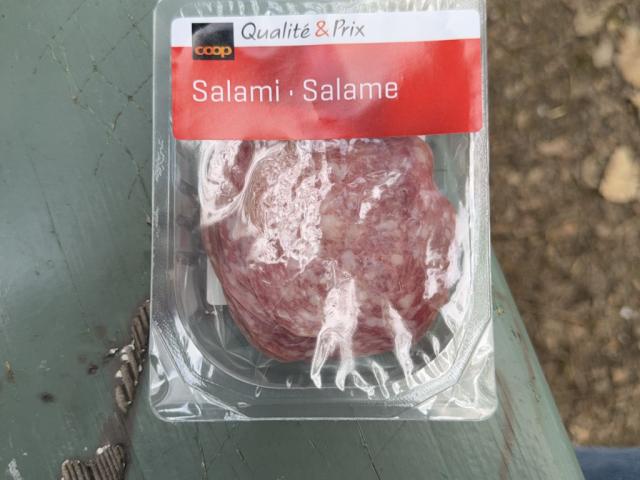 coop Qualité & Prix
Salami · Salame